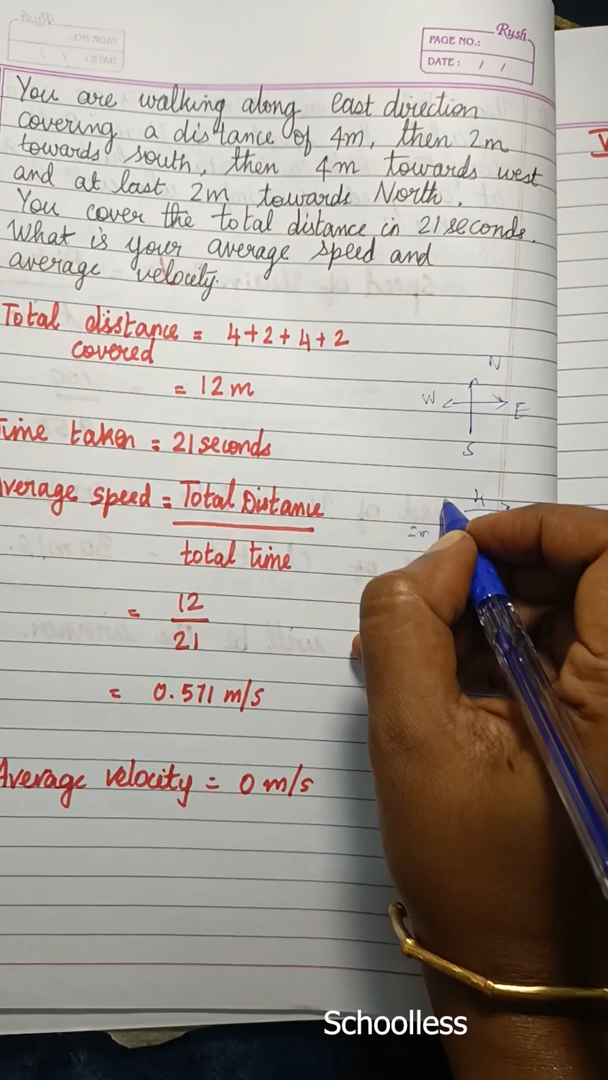 Rush
PAGE NO.:
DATE: / /
You are walking along east direction
covering a distance of 4m, then 2m
towards south, then 4m towards west
and at last 2m towards North.
You cover the total distance in 21 seconds.
What is your average speed and
average velocity.
Total distance = 4+2+4+2
covered
= 12 m
Time taken = 21 seconds
Average speed = Total Distance
total time
= 12
21
= 0.571 m/s
Average velocity = 0 m/s
N
W E
S
4
2m
Schoolless